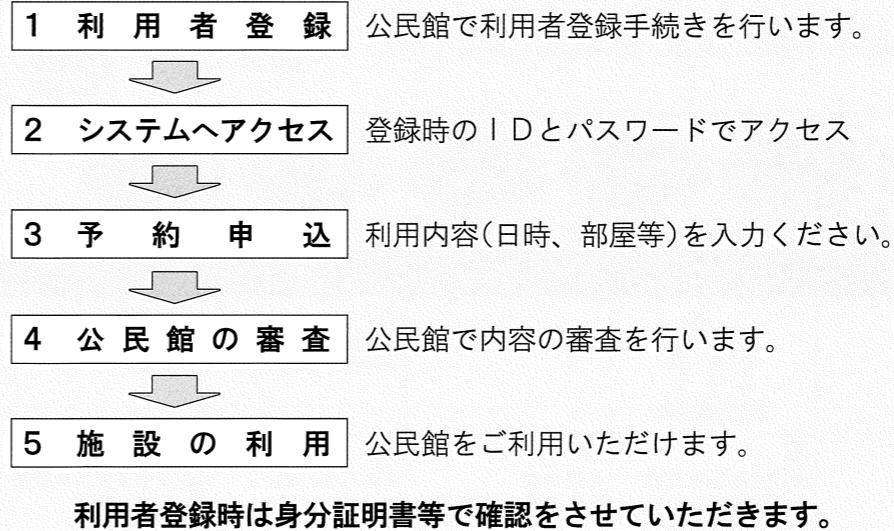 1 利用者登録 公民館で利用者登録手続きを行います。
2 システムへアクセス 登録時のIDとパスワードでアクセス
3 予約申込 利用内容(日時、部屋等)を入力ください。
4 公民館の審査 公民館で内容の審査を行います。
5 施設の利用 公民館をご利用いただけます。
利用者登録時は身分証明書等で確認をさせていただきます。